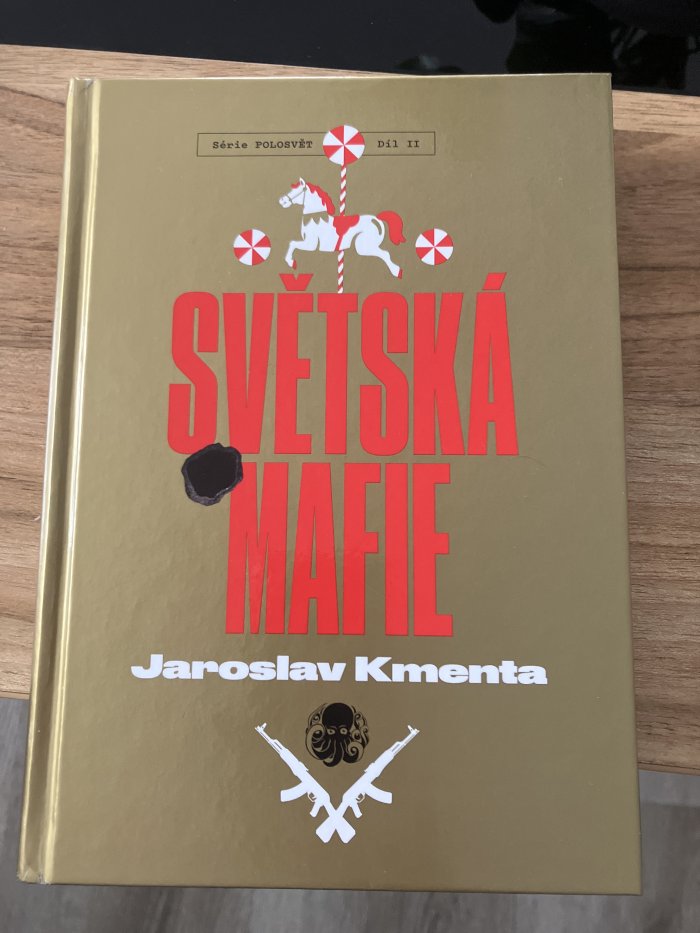 Série POLOSVĚT Díl II
SVĚTSKÁ
MAFIE
Jaroslav Kmenta